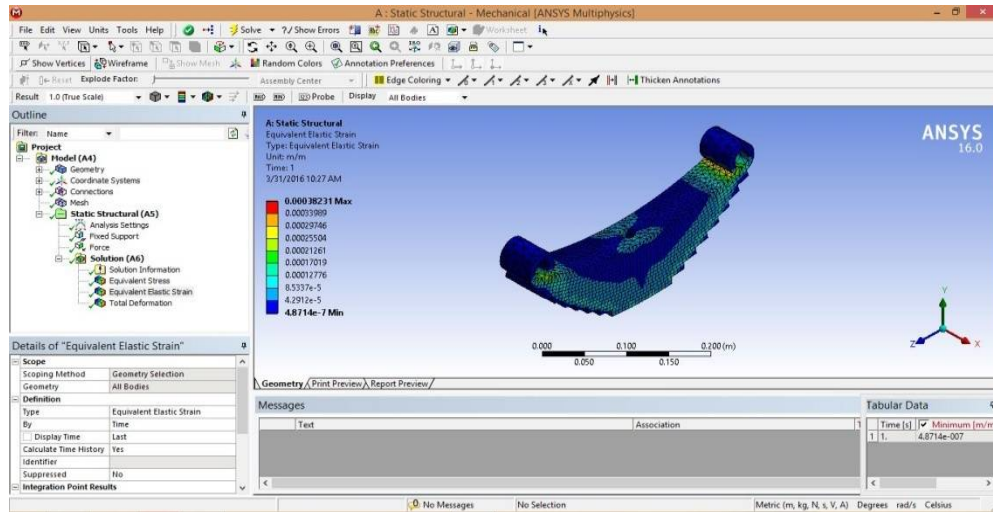 A : Static Structural - Mechanical [ANSYS Multiphysics]
File Edit View Units Tools Help Solve ?/ Show Errors Worksheet
Show Vertices Wireframe Show Mesh Random Colors Annotation Preferences
Reset Explode Factor: Assembly Center Edge Coloring Thicken Annotations
Result 1.0 (True Scale) Probe Display All Bodies
Outline
Filter: Name
Project
Model (A4)
Geometry
Coordinate Systems
Connections
Mesh
Static Structural (A5)
Analysis Settings
Fixed Support
Force
Solution (A6)
Solution Information
Equivalent Stress
Equivalent Elastic Strain
Total Deformation
A: Static Structural
Equivalent Elastic Strain
Type: Equivalent Elastic Strain
Unit: m/m
Time: 1
3/31/2016 10:27 AM
0.00038231 Max
0.00033989
0.00029746
0.00025504
0.00021261
0.00017019
0.00012776
8.5337e-5
4.2912e-5
4.8714e-7 Min
ANSYS
16.0
Y
Z
X
0.000 0.100 0.200 (m)
0.050 0.150
Geometry Print Preview Report Preview
Details of "Equivalent Elastic Strain"
Scope
Scoping Method Geometry Selection
Geometry All Bodies
Definition
Type Equivalent Elastic Strain
By Time
Display Time Last
Calculate Time History Yes
Identifier
Suppressed No
Integration Point Results
Messages
Text Association
Tabular Data
Time [s] Minimum [m/m
1 1. 4.8714e-007
No Messages No Selection Metric (m, kg, N, s, V, A) Degrees rad/s Celsius